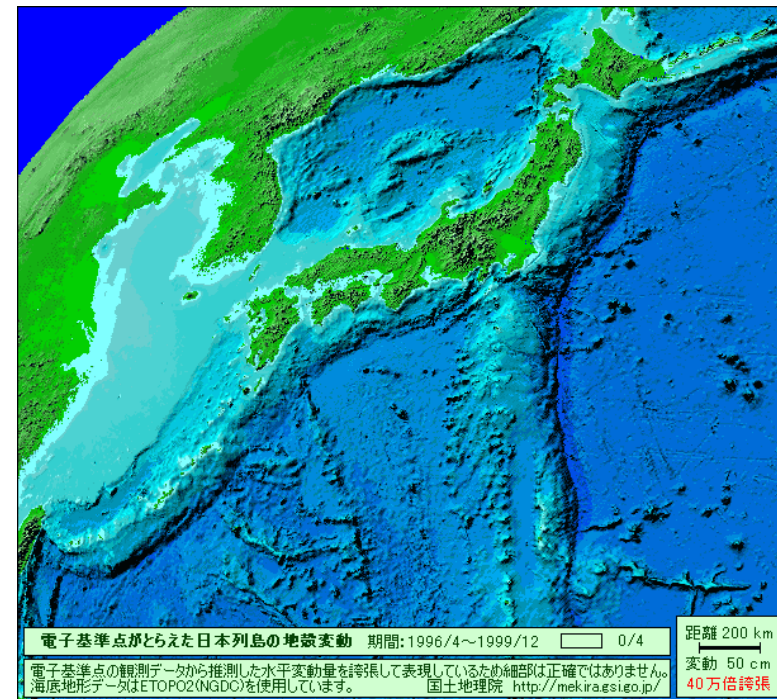 電子基準点がとらえた日本列島の地殻変動 期間:1996/4～1999/12 0/4
電子基準点の観測データから推測した水平変動量を誇張して表現しているため細部は正確ではありません。
海底地形データはETOPO2(NGDC)を使用しています。 国土地理院 http://mekira.gsi.go.jp/
距離 200 km
変動 50 cm
40万倍誇張